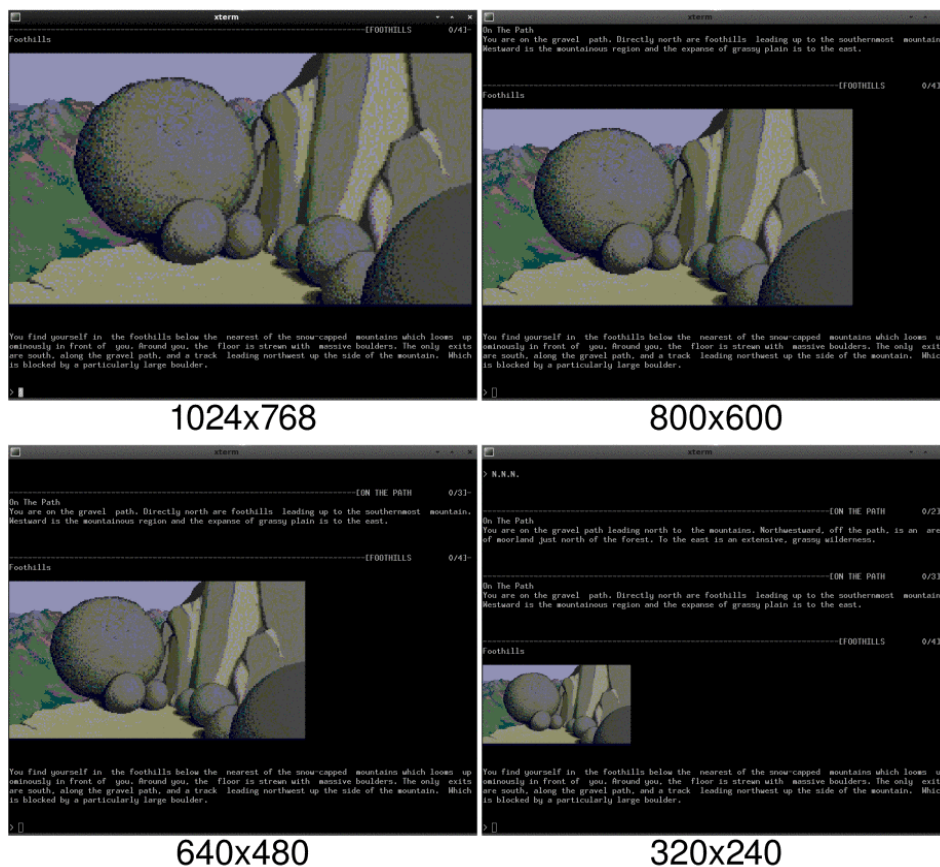 xterm
[FOOTHILLS 0/4]-
Foothills
You find yourself in the foothills below the nearest of the snow-capped mountains which looms up
ominously in front of you. Around you, the floor is strewn with massive boulders. The only exits
are south, along the gravel path, and a track leading northwest up the side of the mountain. Which
is blocked by a particularly large boulder.
>
1024x768
xterm
On The Path
You are on the gravel path. Directly north are foothills leading up to the southernmost mountain
Westward is the mountainous region and the expanse of grassy plain is to the east.
[FOOTHILLS 0/4]
Foothills
You find yourself in the foothills below the nearest of the snow-capped mountains which looms u
ominously in front of you. Around you, the floor is strewn with massive boulders. The only exit
are south, along the gravel path, and a track leading northwest up the side of the mountain. Whic
is blocked by a particularly large boulder.
>
800x600
xterm
[ON THE PATH 0/3]-
On The Path
You are on the gravel path. Directly north are foothills leading up to the southernmost mountain.
Westward is the mountainous region and the expanse of grassy plain is to the east.
[FOOTHILLS 0/4]-
Foothills
You find yourself in the foothills below the nearest of the snow-capped mountains which looms up
ominously in front of you. Around you, the floor is strewn with massive boulders. The only exits
are south, along the gravel path, and a track leading northwest up the side of the mountain. Which
is blocked by a particularly large boulder.
>
640x480
xterm
> N.N.N.
[ON THE PATH 0/2]
On The Path
You are on the gravel path leading north to the mountains. Northwestward, off the path, is an are
of moorland just north of the forest. To the east is an extensive, grassy wilderness.
[ON THE PATH 0/3]
On The Path
You are on the gravel path. Directly north are foothills leading up to the southernmost mountain
Westward is the mountainous region and the expanse of grassy plain is to the east.
[FOOTHILLS 0/4]
Foothills
You find yourself in the foothills below the nearest of the snow-capped mountains which looms u
ominously in front of you. Around you, the floor is strewn with massive boulders. The only exit
are south, along the gravel path, and a track leading northwest up the side of the mountain. Whic
is blocked by a particularly large boulder.
>
320x240